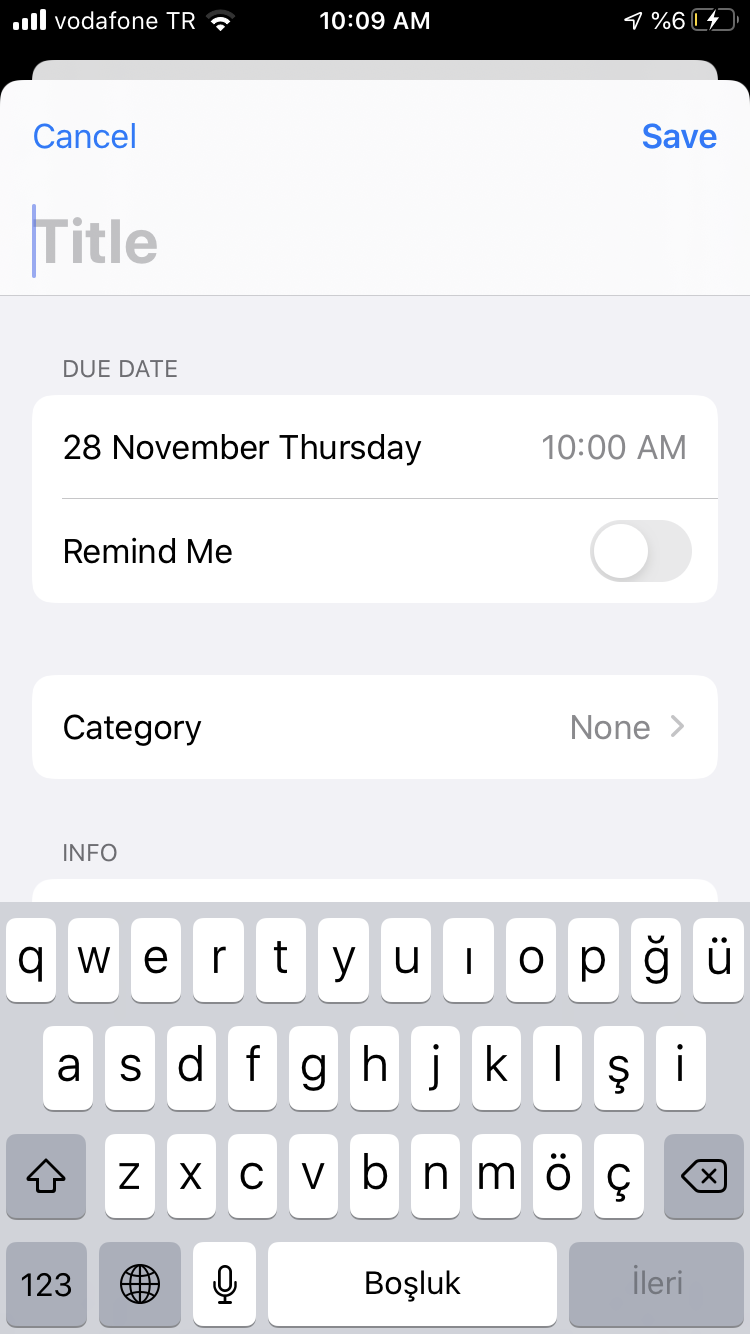 vodafone TR 10:09 AM %6
Cancel Save
Title
DUE DATE
28 November Thursday 10:00 AM
Remind Me
Category None
INFO
q w e r t y u ı o p ğ ü
a s d f g h j k l ş i
z x c v b n m ö ç
123 Boşluk İleri